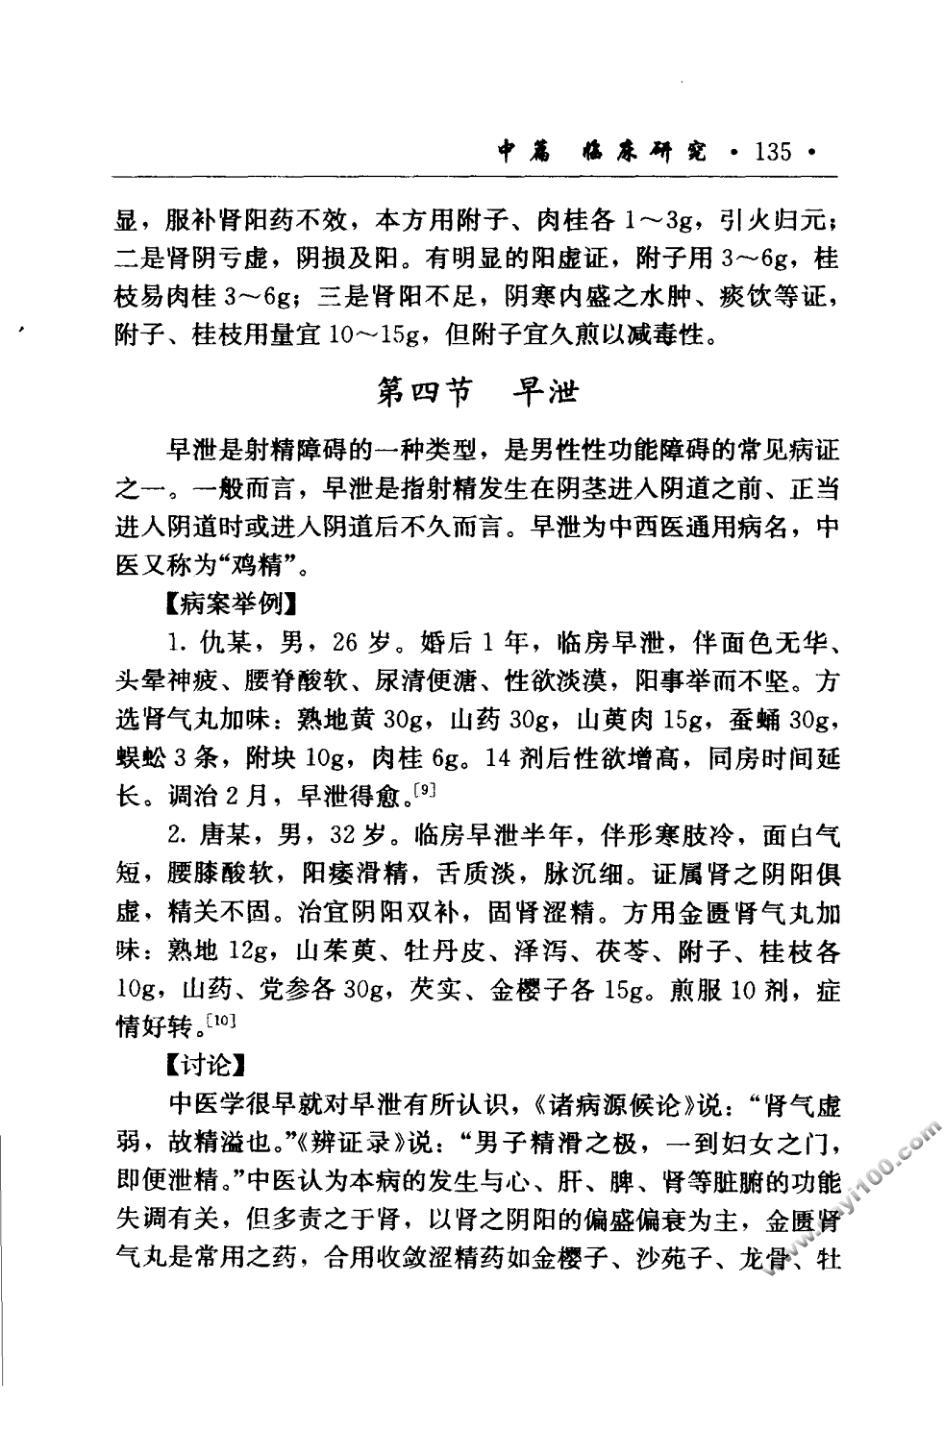 中篇 临床研究 · 135 ·
显，服补肾阳药不效，本方用附子、肉桂各 1～3g，引火归元；
二是肾阴亏虚，阴损及阳。有明显的阳虚证，附子用 3～6g，桂
枝易肉桂 3～6g；三是肾阳不足，阴寒内盛之水肿、痰饮等证，
附子、桂枝用量宜 10～15g，但附子宜久煎以减毒性。
第四节 早泄
早泄是射精障碍的一种类型，是男性性功能障碍的常见病证
之一。一般而言，早泄是指射精发生在阴茎进入阴道之前、正当
进入阴道时或进入阴道后不久而言。早泄为中西医通用病名，中
医又称为“鸡精”。
【病案举例】
1. 仇某，男，26 岁。婚后 1 年，临房早泄，伴面色无华、
头晕神疲、腰脊酸软、尿清便溏、性欲淡漠，阳事举而不坚。方
选肾气丸加味：熟地黄 30g，山药 30g，山萸肉 15g，蚕蛹 30g，
蜈蚣 3 条，附块 10g，肉桂 6g。14 剂后性欲增高，同房时间延
长。调治 2 月，早泄得愈。［9］
2. 唐某，男，32 岁。临房早泄半年，伴形寒肢冷，面白气
短，腰膝酸软，阳痿滑精，舌质淡，脉沉细。证属肾之阴阳俱
虚，精关不固。治宜阴阳双补，固肾涩精。方用金匮肾气丸加
味：熟地 12g，山茱萸、牡丹皮、泽泻、茯苓、附子、桂枝各
10g，山药、党参各 30g，芡实、金樱子各 15g。煎服 10 剂，症
情好转。［10］
【讨论】
中医学很早就对早泄有所认识，《诸病源候论》说：“肾气虚
弱，故精溢也。”《辨证录》说：“男子精滑之极，一到妇女之门，
即便泄精。”中医认为本病的发生与心、肝、脾、肾等脏腑的功能
失调有关，但多责之于肾，以肾之阴阳的偏盛偏衰为主，金匮肾
气丸是常用之药，合用收敛涩精药如金樱子、沙苑子、龙骨、牡